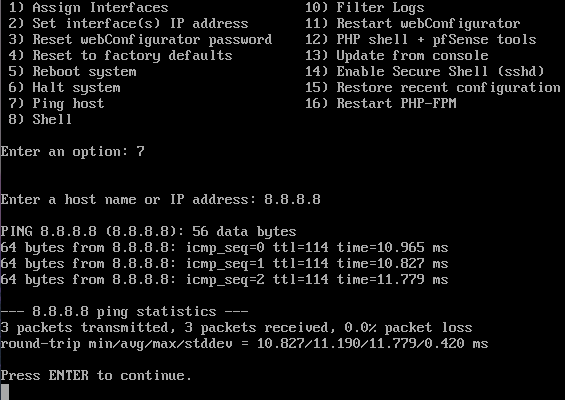 1) Assign Interfaces                  10) Filter Logs
2) Set interface(s) IP address        11) Restart webConfigurator
3) Reset webConfigurator password     12) PHP shell + pfSense tools
4) Reset to factory defaults          13) Update from console
5) Reboot system                      14) Enable Secure Shell (sshd)
6) Halt system                        15) Restore recent configuration
7) Ping host                          16) Restart PHP-FPM
8) Shell
Enter an option: 7
Enter a host name or IP address: 8.8.8.8
PING 8.8.8.8 (8.8.8.8): 56 data bytes
64 bytes from 8.8.8.8: icmp_seq=0 ttl=114 time=10.965 ms
64 bytes from 8.8.8.8: icmp_seq=1 ttl=114 time=10.827 ms
64 bytes from 8.8.8.8: icmp_seq=2 ttl=114 time=11.779 ms
--- 8.8.8.8 ping statistics ---
3 packets transmitted, 3 packets received, 0.0% packet loss
round-trip min/avg/max/stddev = 10.827/11.190/11.779/0.420 ms
Press ENTER to continue.